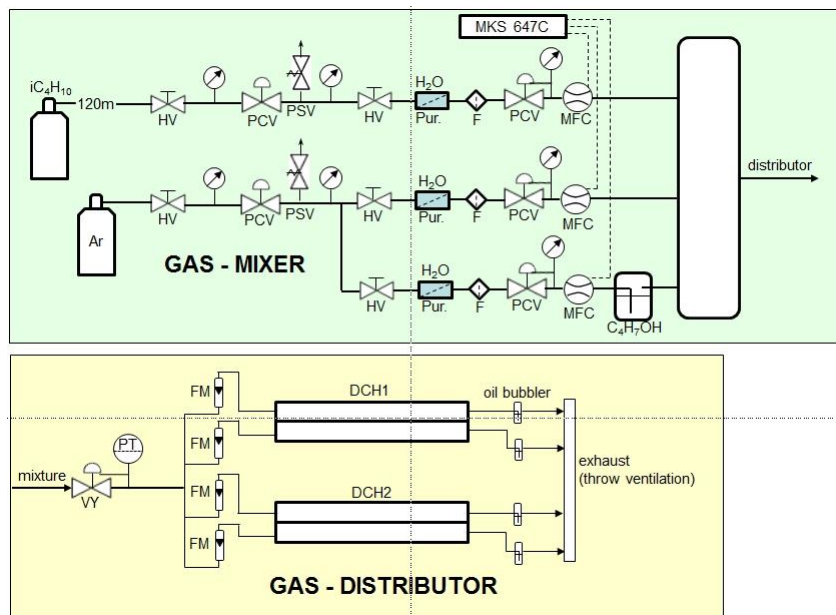 MKS 647C
iC₄H₁₀
120m
HV
PCV
PSV
HV
H₂O
Pur.
F
PCV
MFC
distributor
Ar
HV
PCV
PSV
HV
H₂O
Pur.
F
PCV
MFC
GAS - MIXER
HV
H₂O
Pur.
F
PCV
MFC
C₄H₇OH
FM
DCH1
oil bubbler
FM
PT
mixture
VY
exhaust
(throw ventilation)
FM
DCH2
FM
GAS - DISTRIBUTOR